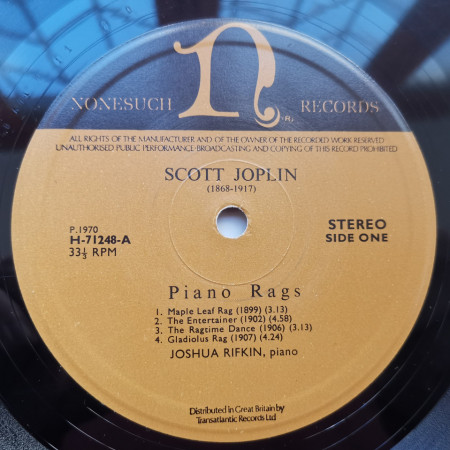 NONESUCH n RECORDS
ALL RIGHTS OF THE MANUFACTURER AND OF THE OWNER OF THE RECORDED WORK RESERVED
UNAUTHORISED PUBLIC PERFORMANCE·BROADCASTING AND COPYING OF THIS RECORD PROHIBITED
SCOTT JOPLIN
(1868-1917)
P.1970
H-71248-A
33⅓ RPM
STEREO
SIDE ONE
Piano Rags
1. Maple Leaf Rag (1899) (3.13)
2. The Entertainer (1902) (4.58)
3. The Ragtime Dance (1906) (3.13)
4. Gladiolus Rag (1907) (4.24)
JOSHUA RIFKIN, piano
Distributed in Great Britain by
Transatlantic Records Ltd